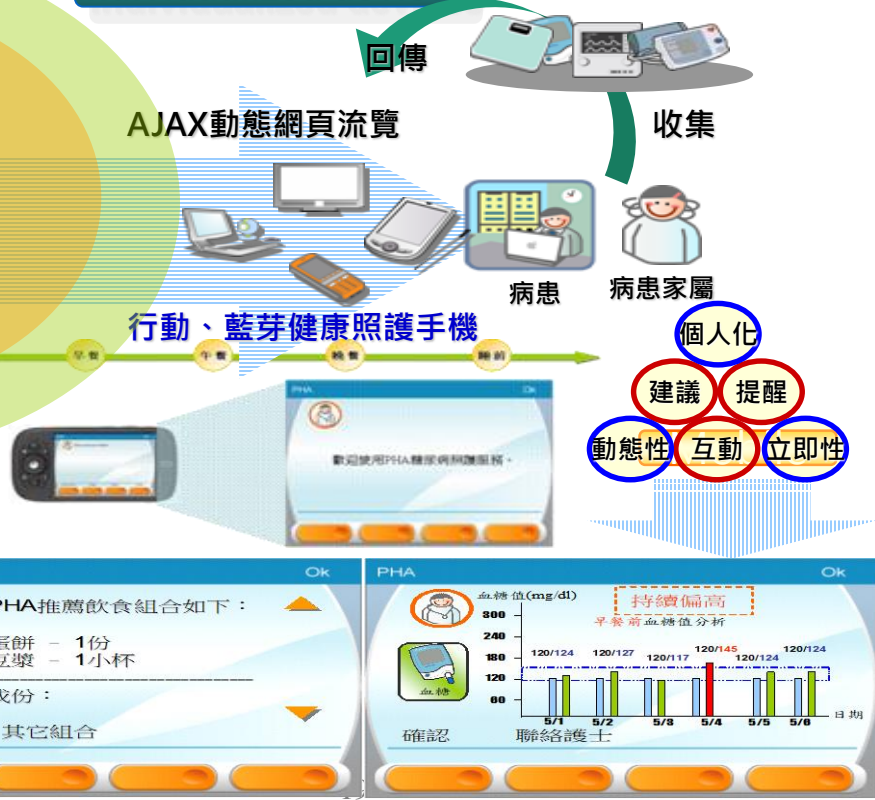 回傳
AJAX動態網頁流覽
收集
病患
病患家屬
行動、藍芽健康照護手機
個人化
早餐
午餐
晚餐
睡前
建議
提醒
動態性
互動
立即性
PHA
Ok
歡迎使用PHA糖尿病照護服務。
Ok
PHA推薦飲食組合如下：
蛋餅 - 1份
豆漿 - 1小杯
成份：
其它組合
PHA
Ok
血糖值(mg/dl)
持續偏高
早餐前血糖值分析
300
240
180
120
60
120/124
120/127
120/117
120/145
120/124
120/124
5/1
5/2
5/3
5/4
5/5
5/6
日期
血糖
確認
聯絡護士